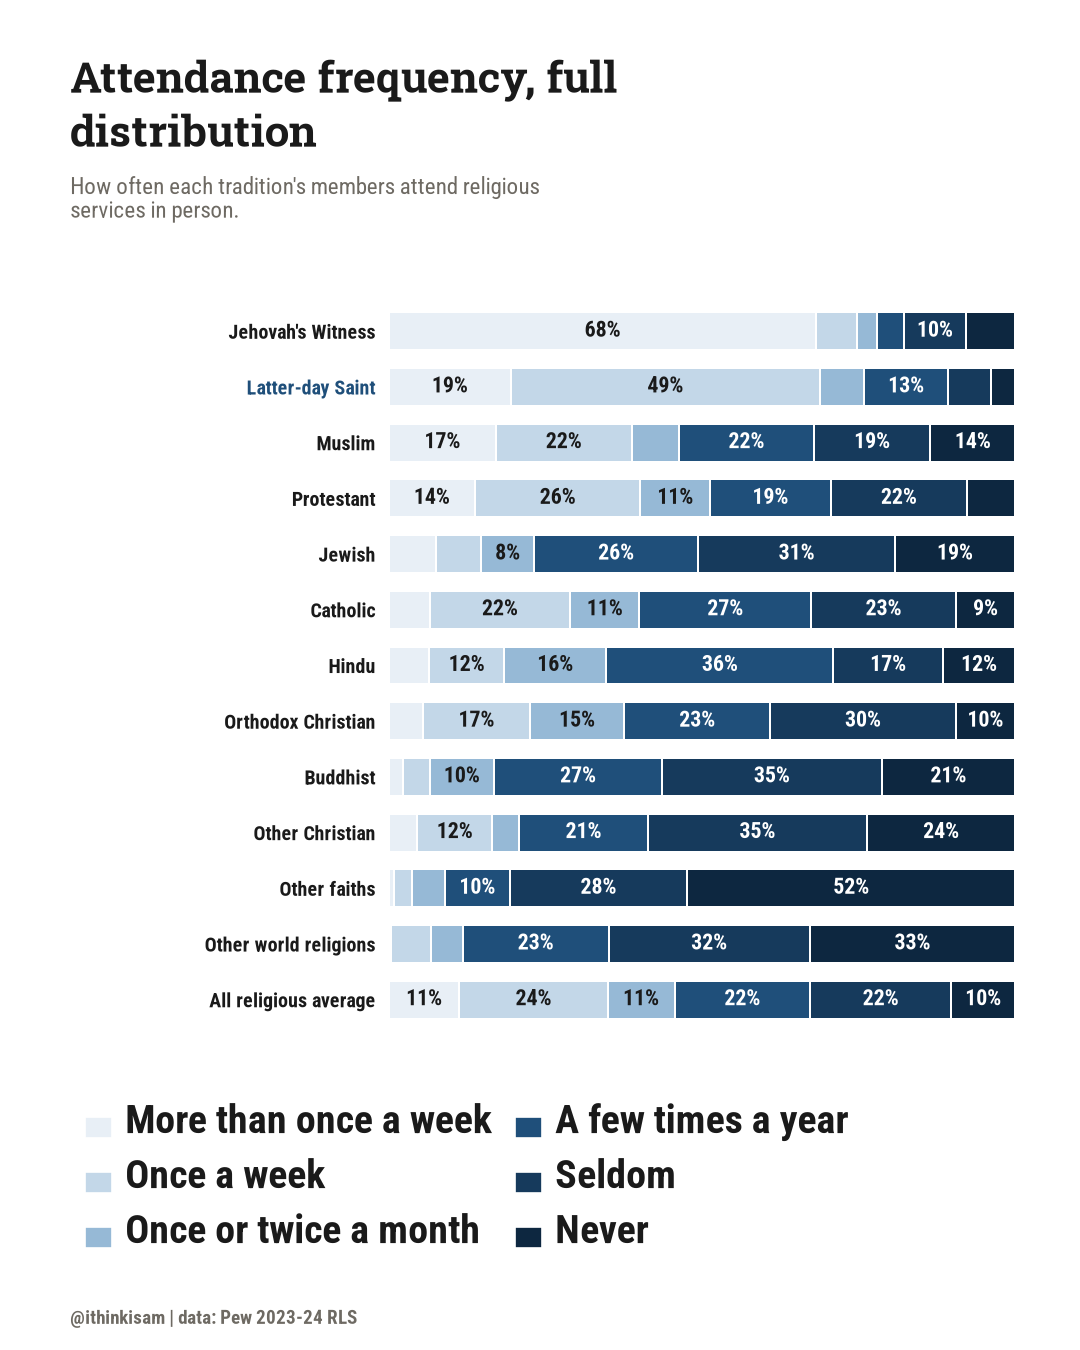 Attendance frequency, full
distribution
How often each tradition's members attend religious
services in person.
Jehovah's Witness 68% 10%
Latter-day Saint 19% 49% 13%
Muslim 17% 22% 22% 19% 14%
Protestant 14% 26% 11% 19% 22%
Jewish 8% 26% 31% 19%
Catholic 22% 11% 27% 23% 9%
Hindu 12% 16% 36% 17% 12%
Orthodox Christian 17% 15% 23% 30% 10%
Buddhist 10% 27% 35% 21%
Other Christian 12% 21% 35% 24%
Other faiths 10% 28% 52%
Other world religions 23% 32% 33%
All religious average 11% 24% 11% 22% 22% 10%
More than once a week
Once a week
Once or twice a month
A few times a year
Seldom
Never
@ithinkisam | data: Pew 2023-24 RLS